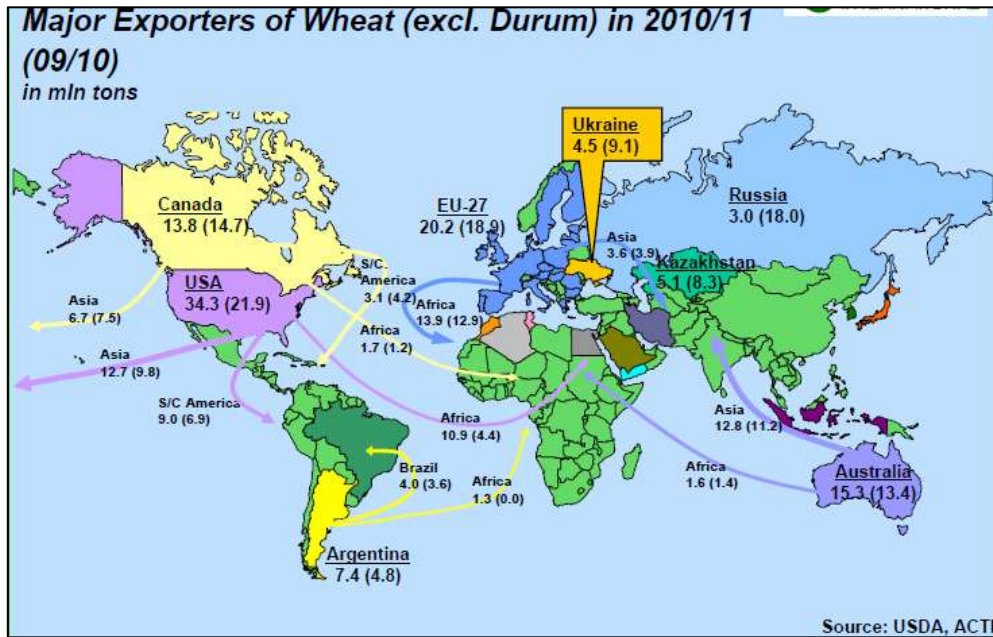 Major Exporters of Wheat (excl. Durum) in 2010/11
(09/10)
in mln tons
Ukraine
4.5 (9.1)
Canada
13.8 (14.7)
EU-27
20.2 (18.9)
Russia
3.0 (18.0)
Asia
3.6 (3.9)
Kazakhstan
5.1 (8.3)
S/C
America
3.1 (4.2)
USA
34.3 (21.9)
Asia
6.7 (7.5)
Africa
13.9 (12.9)
Africa
1.7 (1.2)
Asia
12.7 (9.8)
S/C America
9.0 (6.9)
Africa
10.9 (4.4)
Asia
12.8 (11.2)
Brazil
4.0 (3.6)
Africa
1.3 (0.0)
Africa
1.6 (1.4)
Australia
15.3 (13.4)
Argentina
7.4 (4.8)
Source: USDA, ACTI